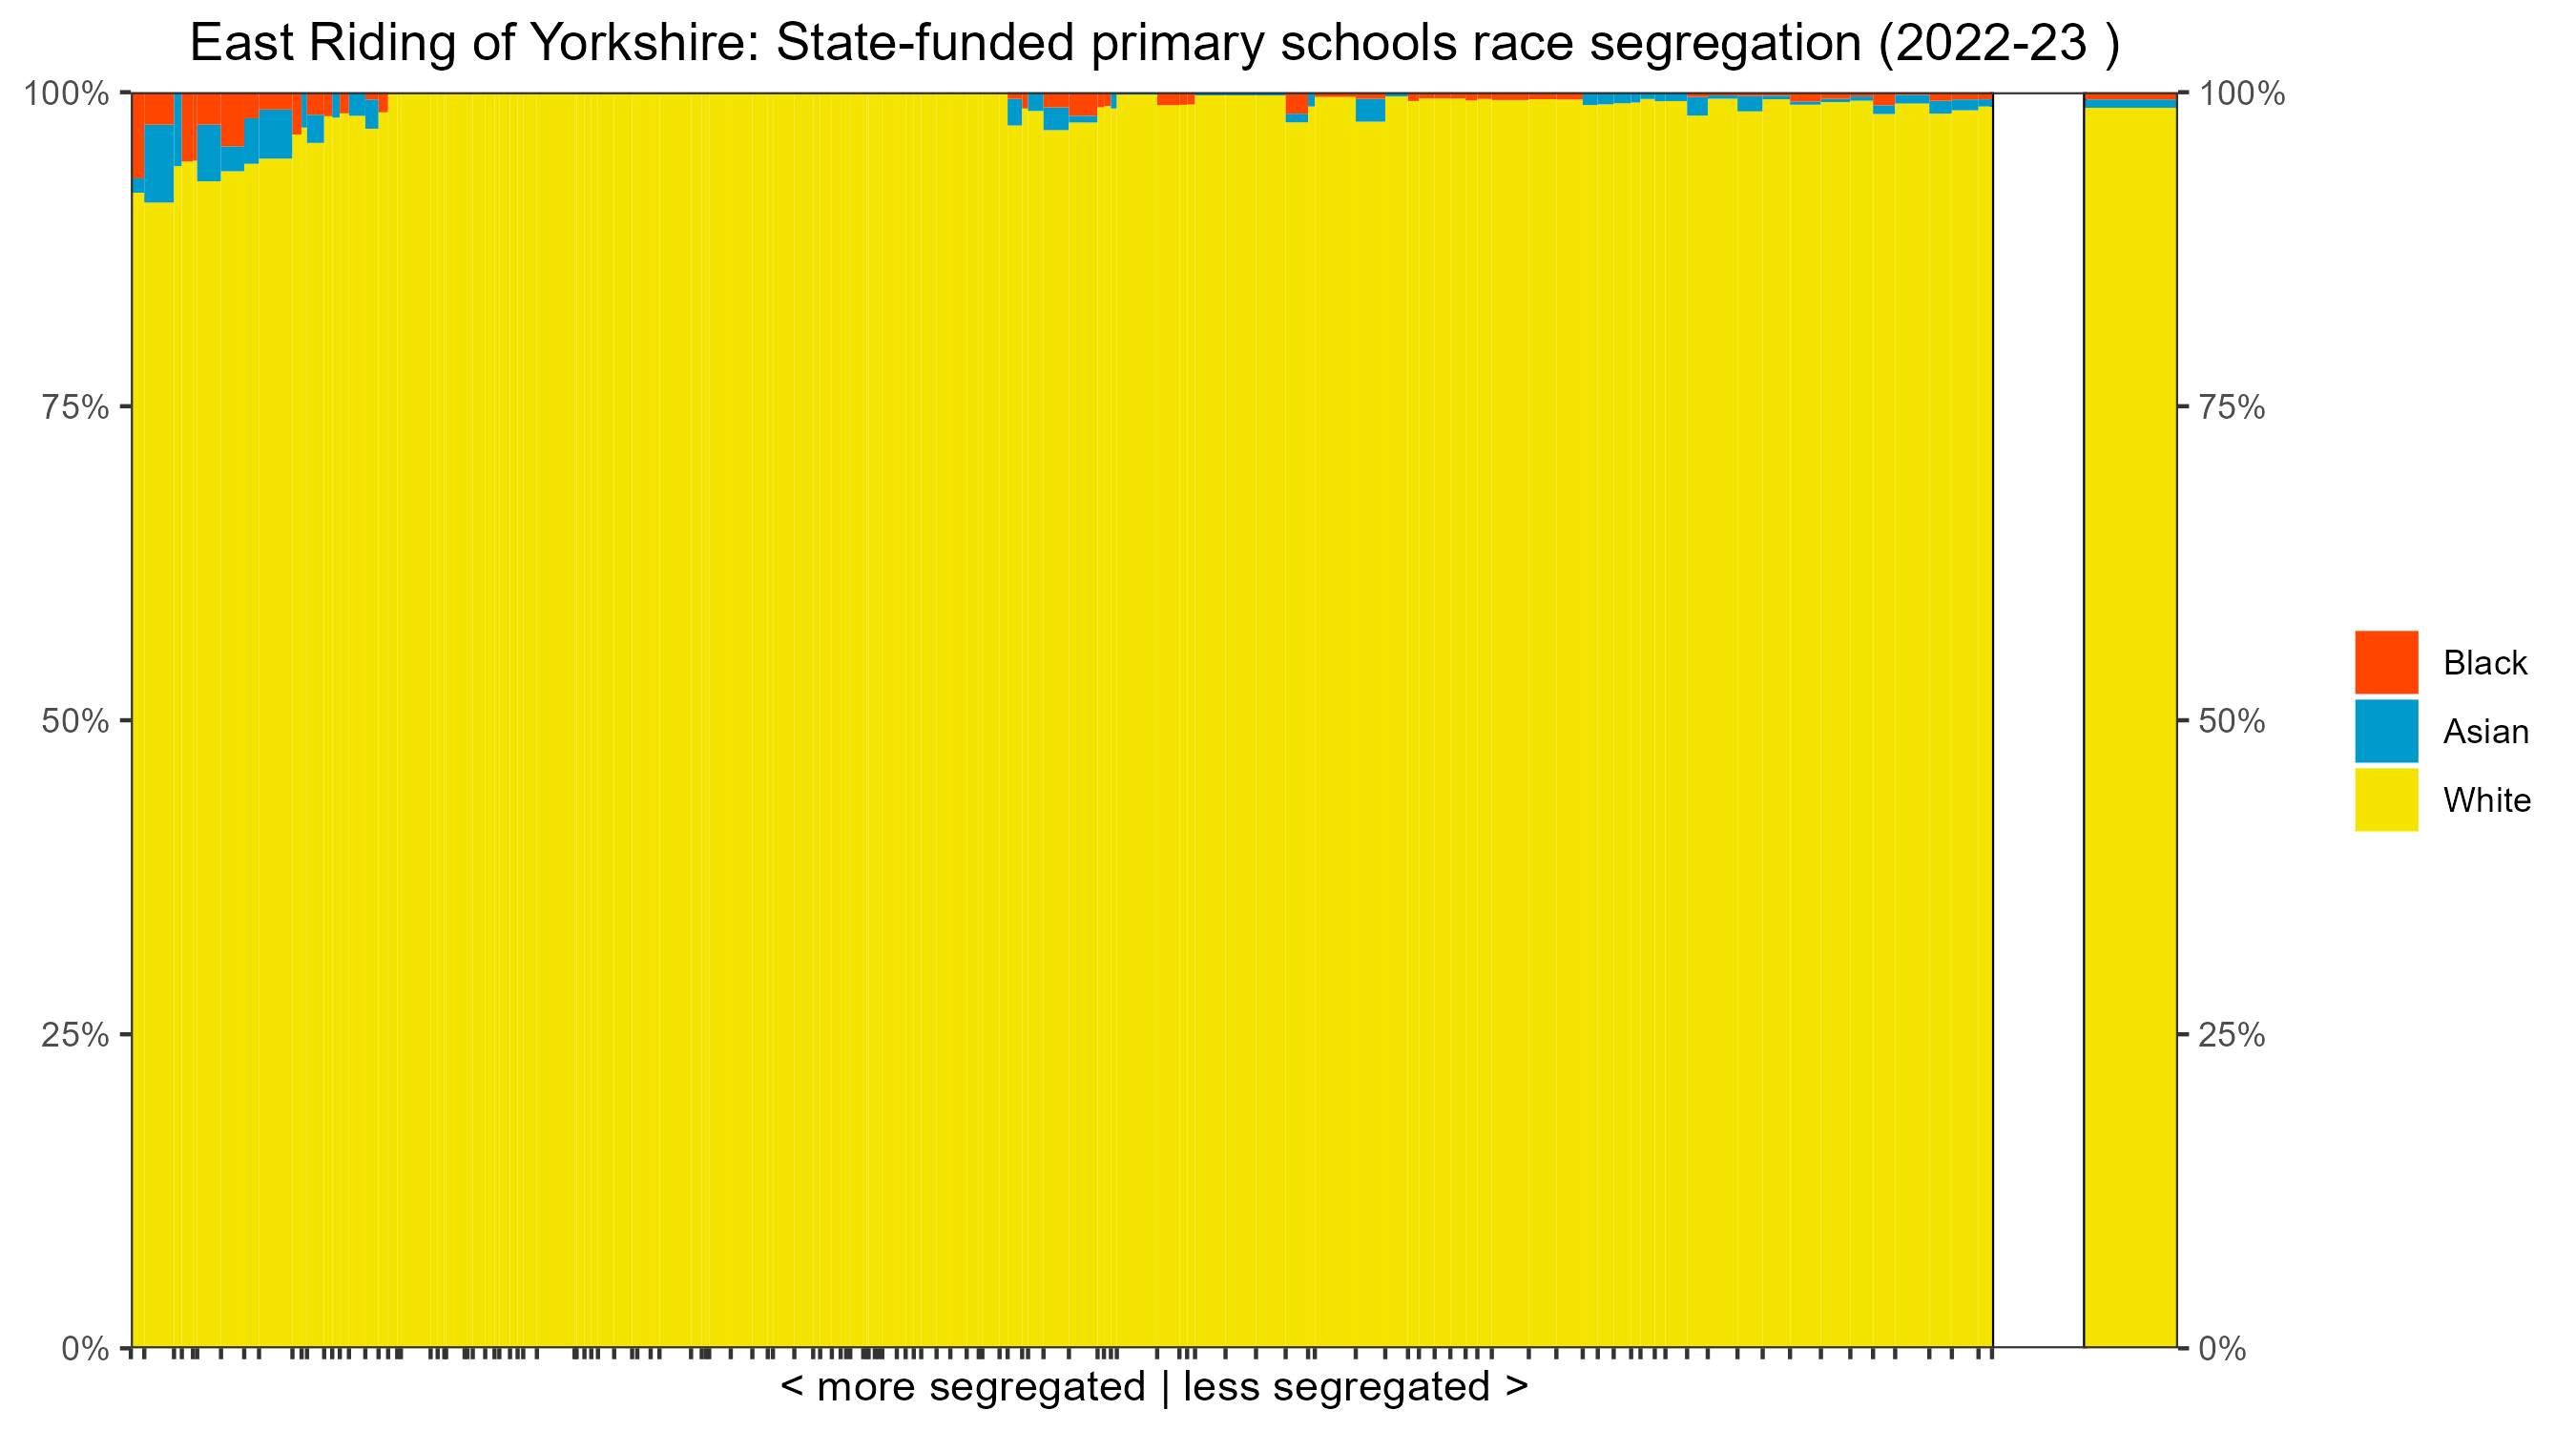 East Riding of Yorkshire: State-funded primary schools race segregation (2022-23 )
100%
75%
50%
25%
0%
100%
75%
50%
25%
0%
Black
Asian
White
< more segregated | less segregated >